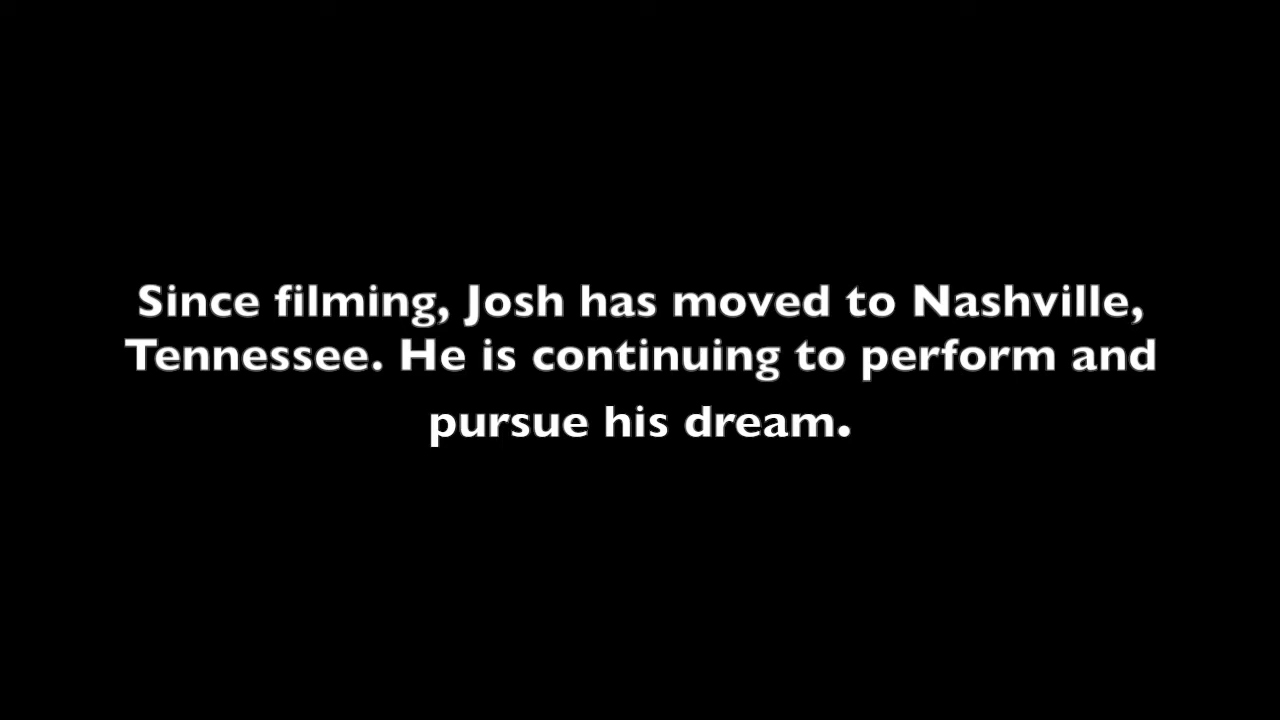 Since filming, Josh has moved to Nashville,
Tennessee. He is continuing to perform and
pursue his dream.